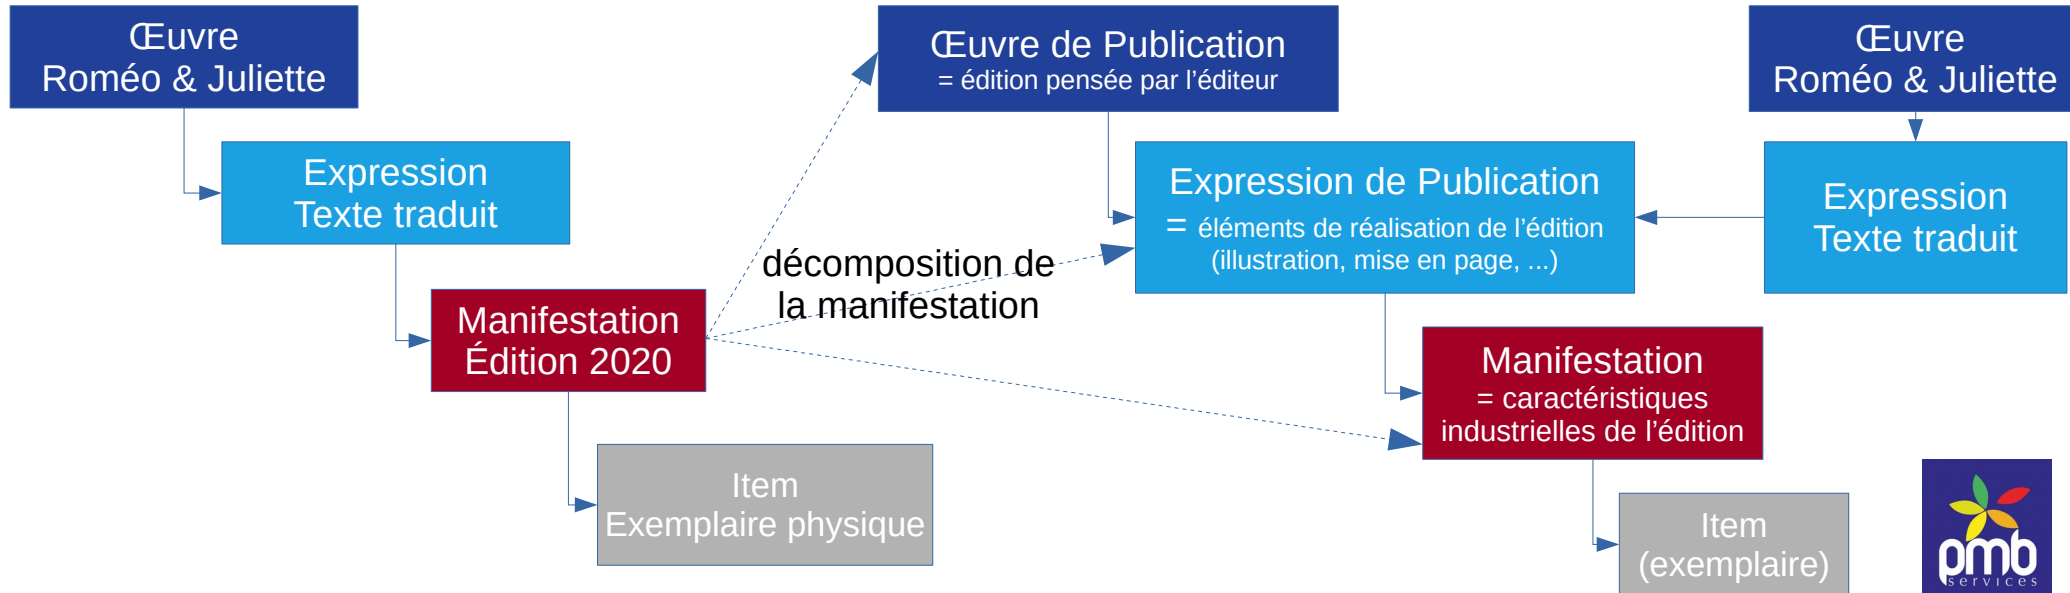 Œuvre
Roméo & Juliette
Expression
Texte traduit
Manifestation
Édition 2020
Item
Exemplaire physique
décomposition de
la manifestation
Œuvre de Publication
= édition pensée par l’éditeur
Expression de Publication
= éléments de réalisation de l’édition
(illustration, mise en page, ...)
Manifestation
= caractéristiques
industrielles de l’édition
Item
(exemplaire)
Œuvre
Roméo & Juliette
Expression
Texte traduit
pmb
services